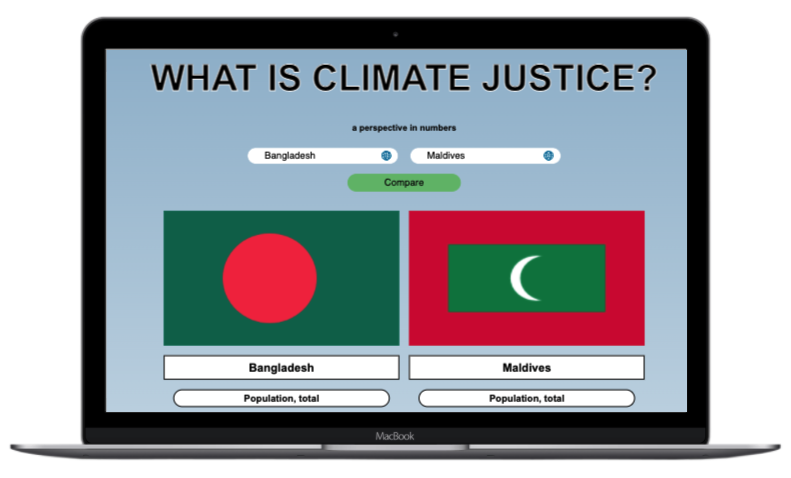 WHAT IS CLIMATE JUSTICE?
a perspective in numbers
Bangladesh Maldives
Compare
Bangladesh Maldives
Population, total Population, total
MacBook